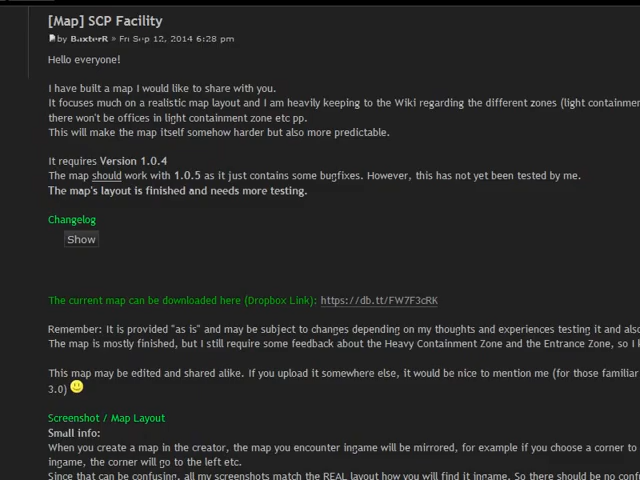 [Map] SCP Facility
by BaxterR » Fri Sep 12, 2014 6:28 pm
Hello everyone!
I have built a map I would like to share with you.
It focuses much on a realistic map layout and I am heavily keeping to the Wiki regarding the different zones (light containmen
there won't be offices in light containment zone etc pp.
This will make the map itself somehow harder but also more predictable.
It requires Version 1.0.4
The map should work with 1.0.5 as it just contains some bugfixes. However, this has not yet been tested by me.
The map's layout is finished and needs more testing.
Changelog
Show
The current map can be downloaded here (Dropbox Link): https://db.tt/FW7F3cRK
Remember: It is provided "as is" and may be subject to changes depending on my thoughts and experiences testing it and also
The map is mostly finished, but I still require some feedback about the Heavy Containment Zone and the Entrance Zone, so I
This map may be edited and shared alike. If you upload it somewhere else, it would be nice to mention me (for those familiar
3.0)
Screenshot / Map Layout
Small info:
When you create a map in the creator, the map you encounter ingame will be mirrored, for example if you choose a corner to
ingame, the corner will go to the left etc.
Since that can be confusing, all my screenshots match the REAL layout how you will find it ingame. So there should be no